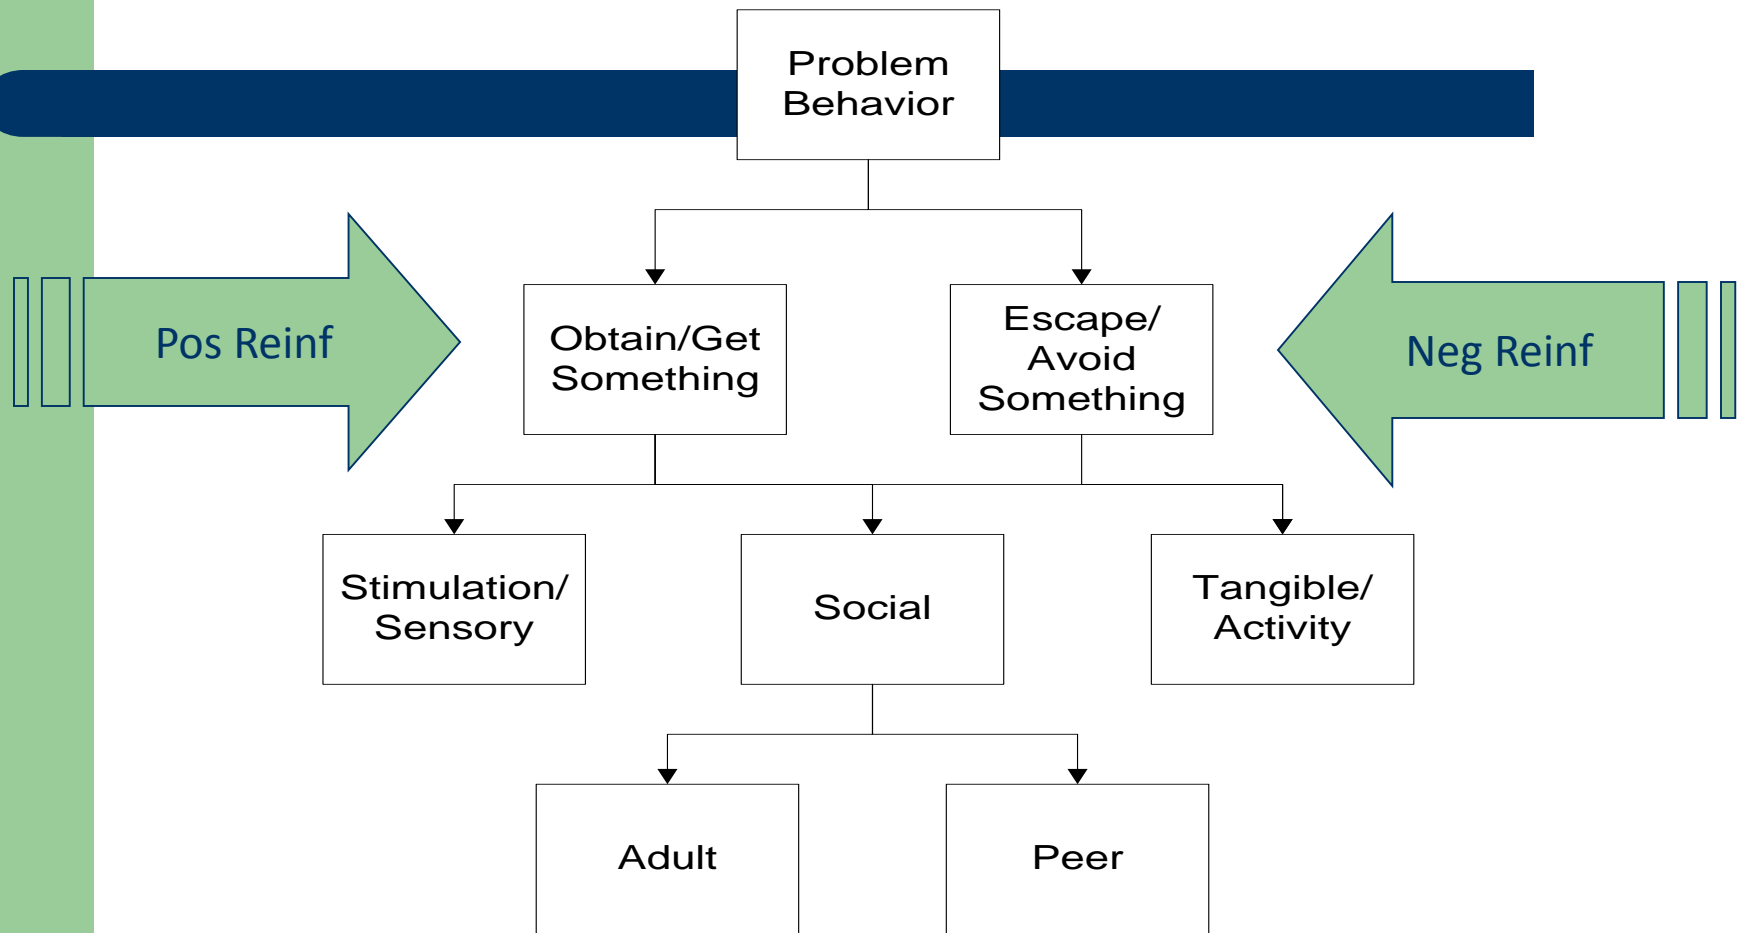 Problem
Behavior
Pos Reinf
Obtain/Get
Something
Escape/
Avoid
Something
Neg Reinf
Stimulation/
Sensory
Social
Tangible/
Activity
Adult
Peer